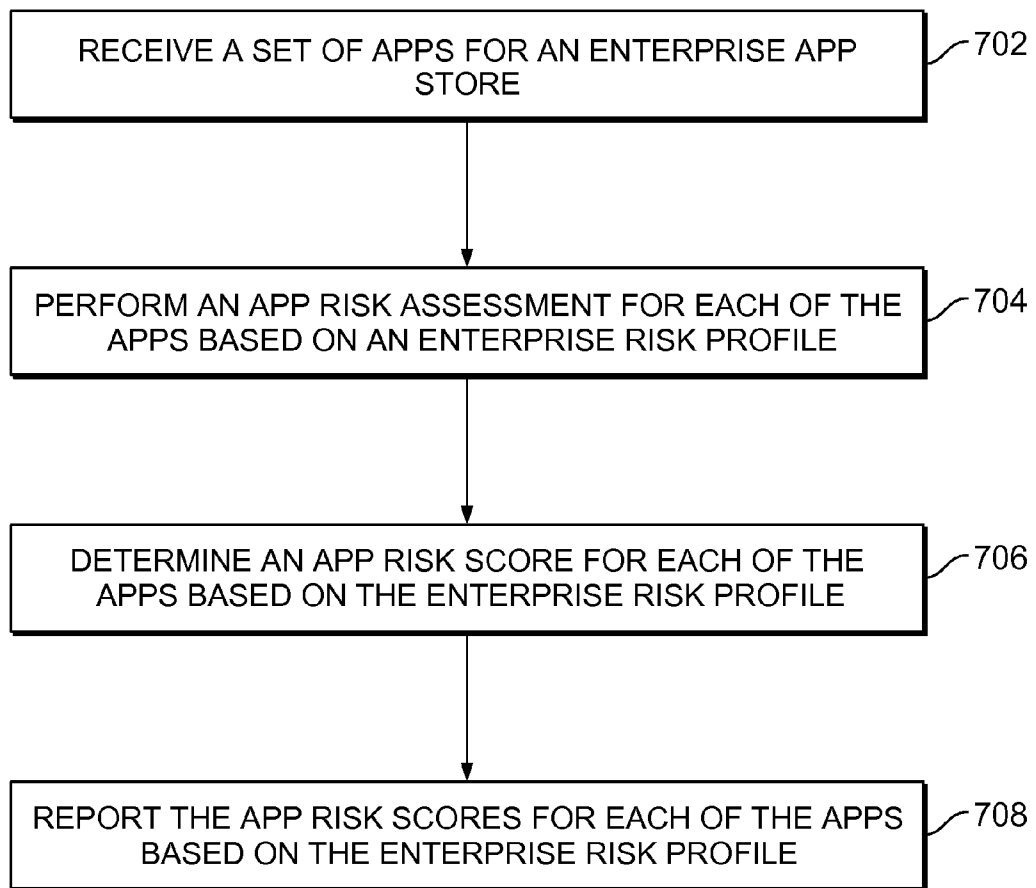 RECEIVE A SET OF APPS FOR AN ENTERPRISE APP
STORE
702
PERFORM AN APP RISK ASSESSMENT FOR EACH OF THE
APPS BASED ON AN ENTERPRISE RISK PROFILE
704
DETERMINE AN APP RISK SCORE FOR EACH OF THE
APPS BASED ON THE ENTERPRISE RISK PROFILE
706
REPORT THE APP RISK SCORES FOR EACH OF THE APPS
BASED ON THE ENTERPRISE RISK PROFILE
708